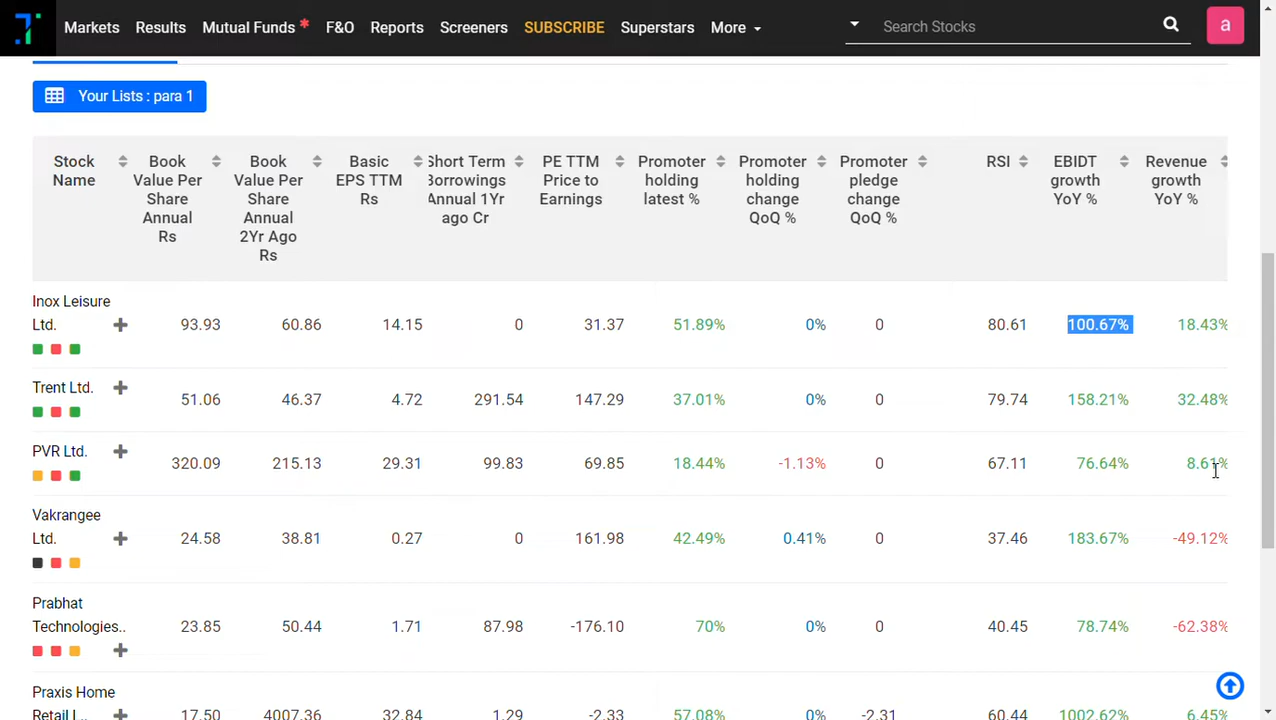 Markets Results Mutual Funds * F&O Reports Screeners SUBSCRIBE Superstars More Search Stocks a
Your Lists : para 1
Stock Name
Book Value Per Share Annual Rs
Book Value Per Share Annual 2Yr Ago Rs
Basic EPS TTM Rs
Short Term Borrowings Annual 1Yr ago Cr
PE TTM Price to Earnings
Promoter holding latest %
Promoter holding change QoQ %
Promoter pledge change QoQ %
RSI
EBIDT growth YoY %
Revenue growth YoY %
Inox Leisure
Ltd. 93.93 60.86 14.15 0 31.37 51.89% 0% 0 80.61 100.67% 18.43%
Trent Ltd. 51.06 46.37 4.72 291.54 147.29 37.01% 0% 0 79.74 158.21% 32.48%
PVR Ltd. 320.09 215.13 29.31 99.83 69.85 18.44% -1.13% 0 67.11 76.64% 8.61%
Vakrangee
Ltd. 24.58 38.81 0.27 0 161.98 42.49% 0.41% 0 37.46 183.67% -49.12%
Prabhat
Technologies.. 23.85 50.44 1.71 87.98 -176.10 70% 0% 0 40.45 78.74% -62.38%
Praxis Home
Retail L.. 17.50 4007.36 32.84 1.29 -2.33 57.08% 0% -2.31 60.44 1002.62% 6.45%